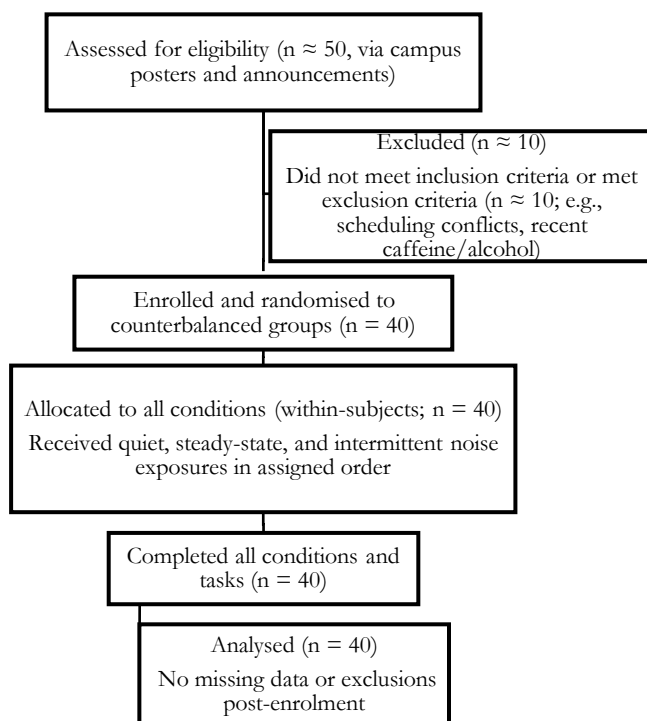 Assessed for eligibility (n ≈ 50, via campus
posters and announcements)
Excluded (n ≈ 10)
Did not meet inclusion criteria or met
exclusion criteria (n ≈ 10; e.g.,
scheduling conflicts, recent
caffeine/alcohol)
Enrolled and randomised to
counterbalanced groups (n = 40)
Allocated to all conditions (within-subjects; n = 40)
Received quiet, steady-state, and intermittent noise
exposures in assigned order
Completed all conditions and
tasks (n = 40)
Analysed (n = 40)
No missing data or exclusions
post-enrolment